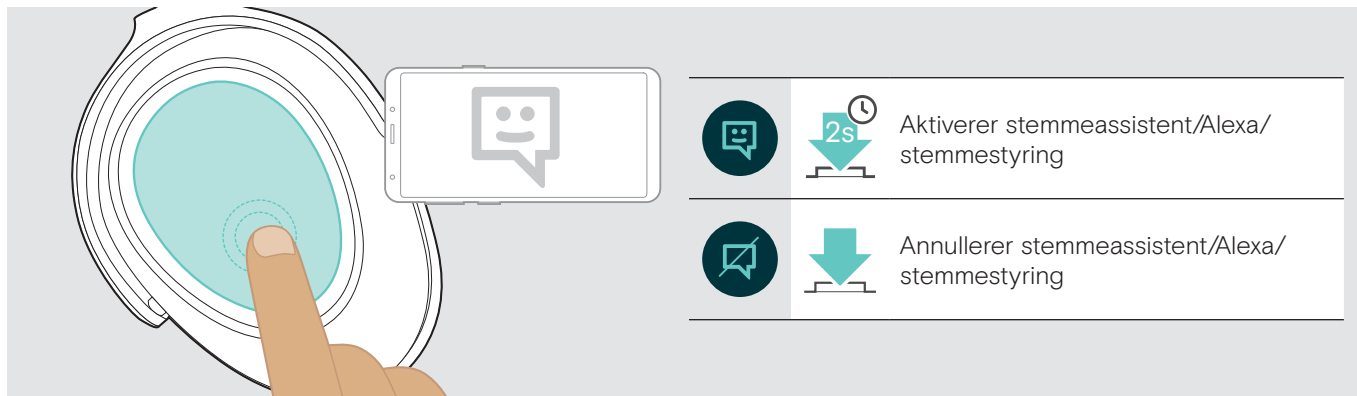 2s
Aktiverer stemmeassistent/Alexa/
stemmestyring
Annullerer stemmeassistent/Alexa/
stemmestyring